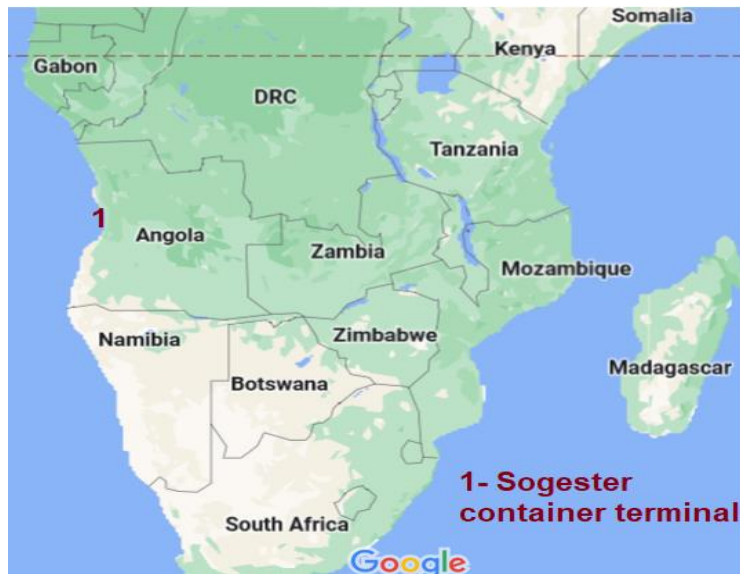 Somalia
Kenya
Gabon
DRC
Tanzania
1
Angola
Zambia
Mozambique
Namibia
Zimbabwe
Madagascar
Botswana
1- Sogester
container terminal
South Africa
Google